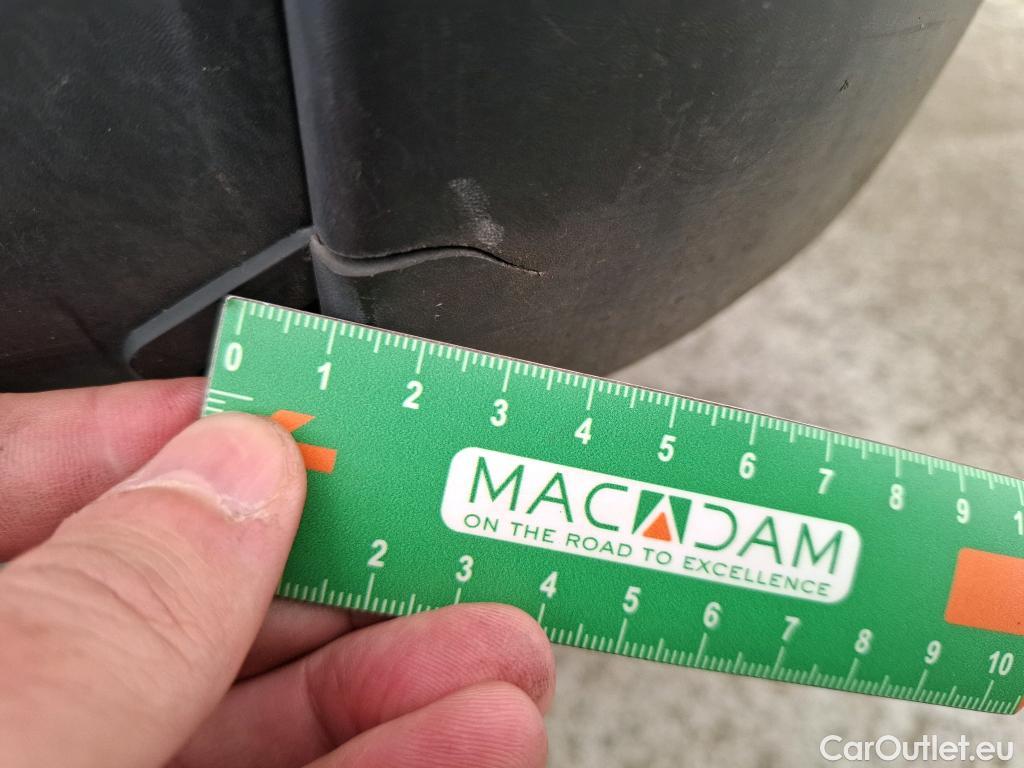 0 1 2 3 4 5 6 7 8 9 1
MACADAM
ON THE ROAD TO EXCELLENCE
2 3 4 5 6 7 8 9 10
CarOutlet.eu